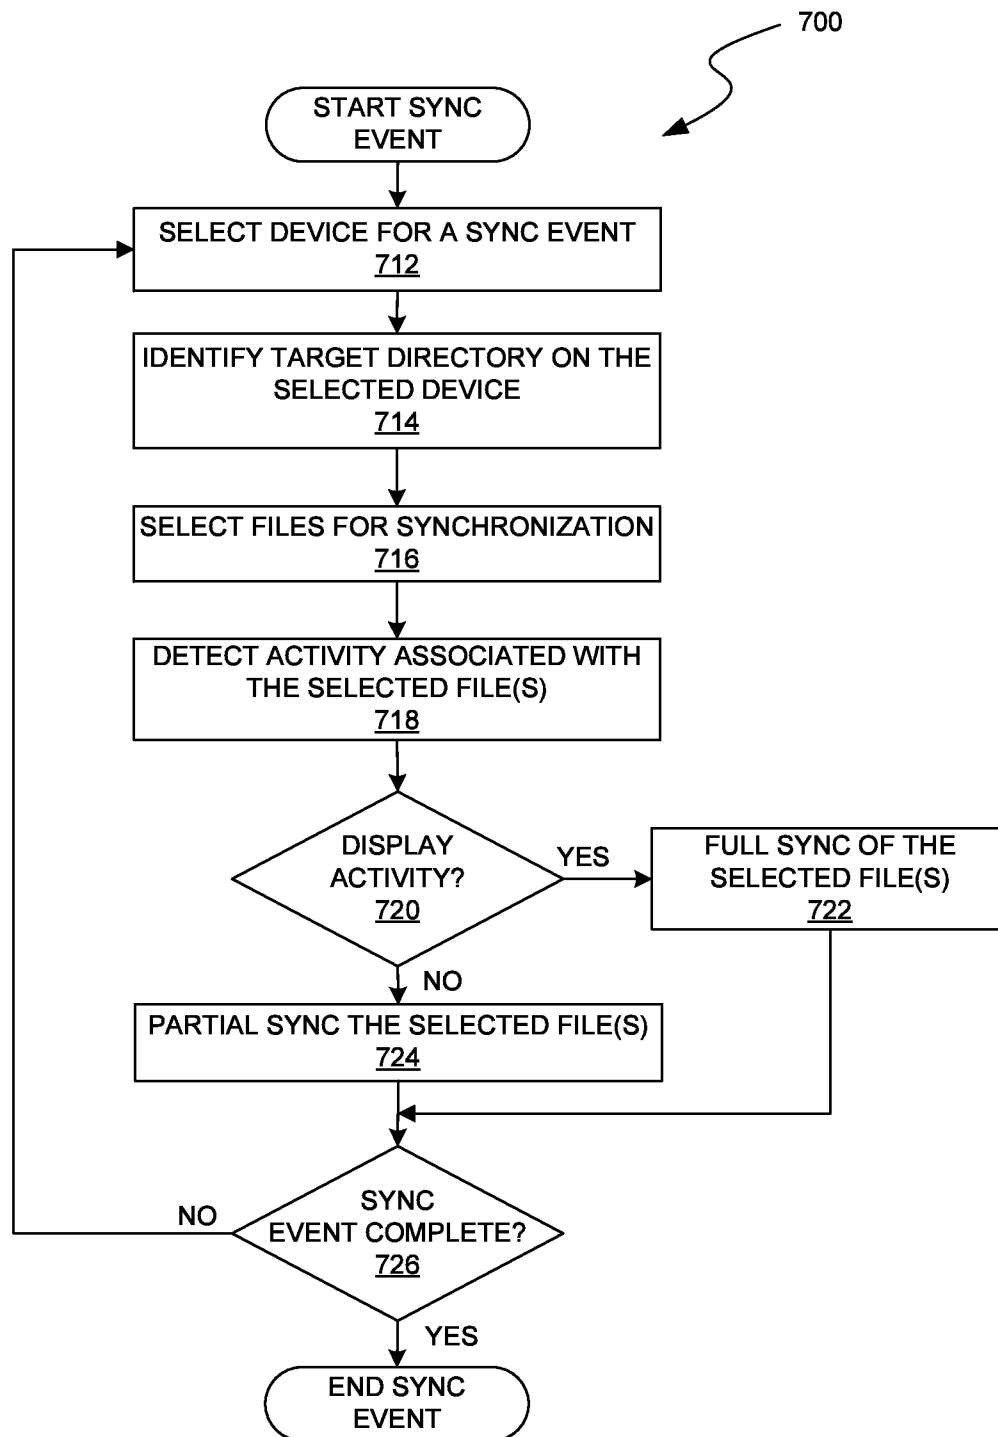 700
START SYNC
EVENT
SELECT DEVICE FOR A SYNC EVENT
712
IDENTIFY TARGET DIRECTORY ON THE
SELECTED DEVICE
714
SELECT FILES FOR SYNCHRONIZATION
716
DETECT ACTIVITY ASSOCIATED WITH
THE SELECTED FILE(S)
718
DISPLAY
ACTIVITY?
720
YES
FULL SYNC OF THE
SELECTED FILE(S)
722
NO
PARTIAL SYNC THE SELECTED FILE(S)
724
SYNC
EVENT COMPLETE?
726
NO
YES
END SYNC
EVENT